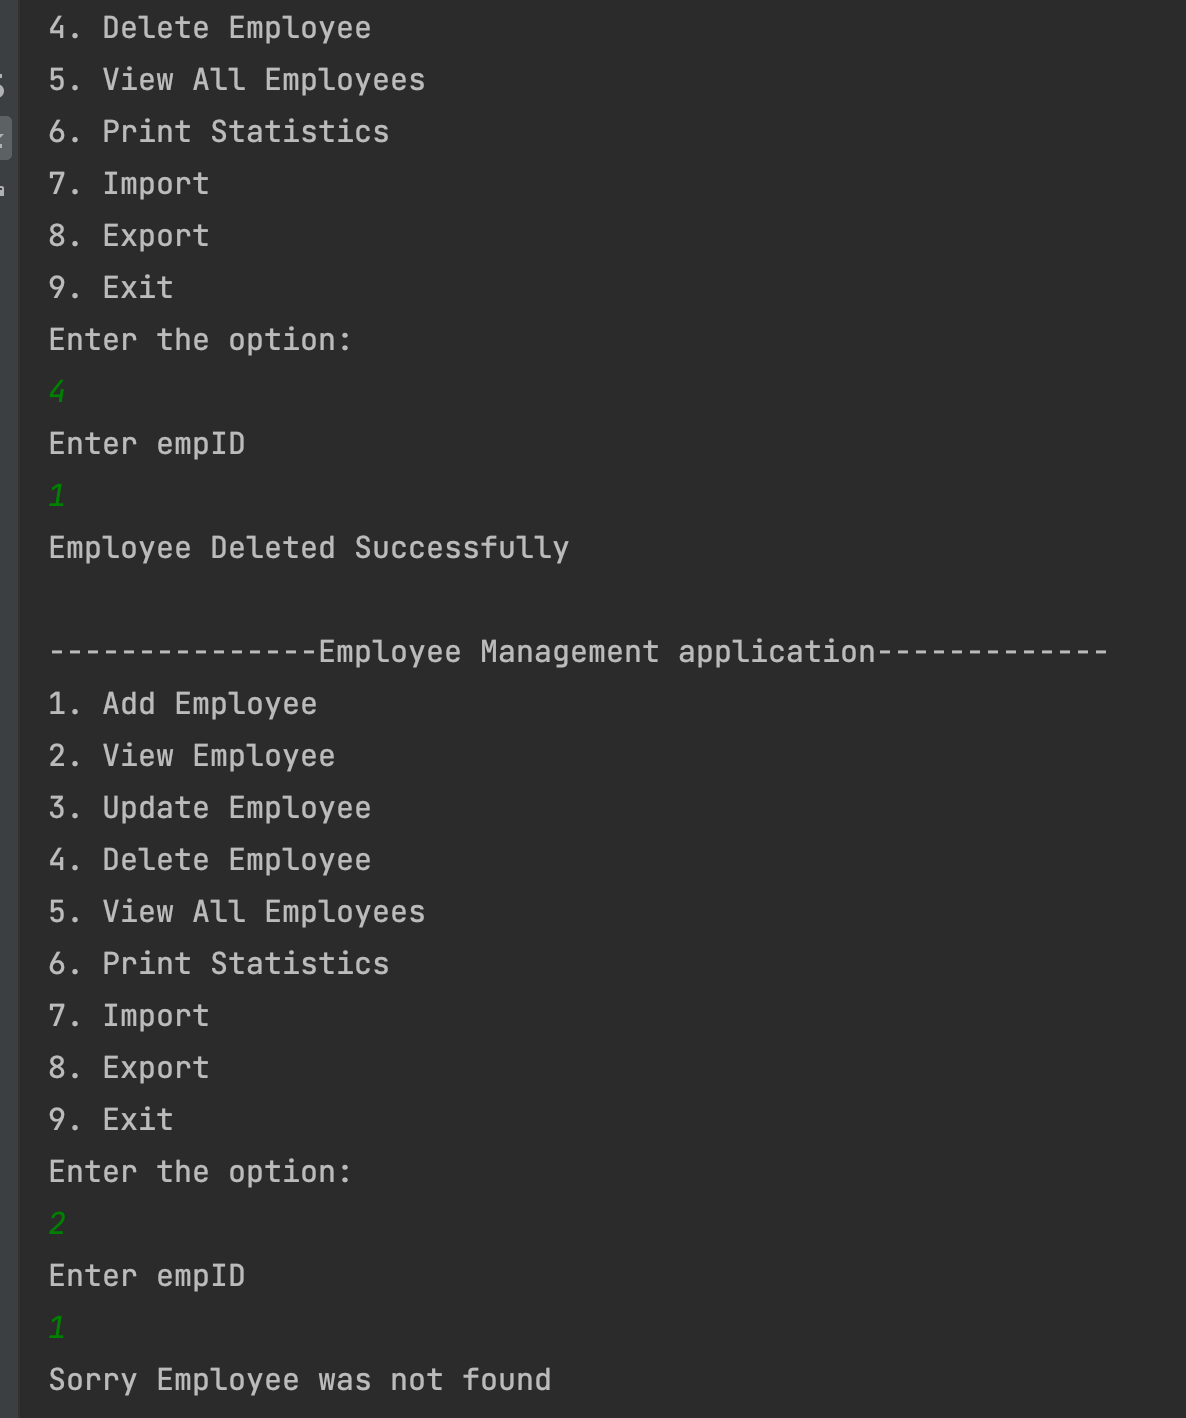 4. Delete Employee
5. View All Employees
6. Print Statistics
7. Import
8. Export
9. Exit
Enter the option:
4
Enter empID
1
Employee Deleted Successfully
---------------Employee Management application-------------
1. Add Employee
2. View Employee
3. Update Employee
4. Delete Employee
5. View All Employees
6. Print Statistics
7. Import
8. Export
9. Exit
Enter the option:
2
Enter empID
1
Sorry Employee was not found